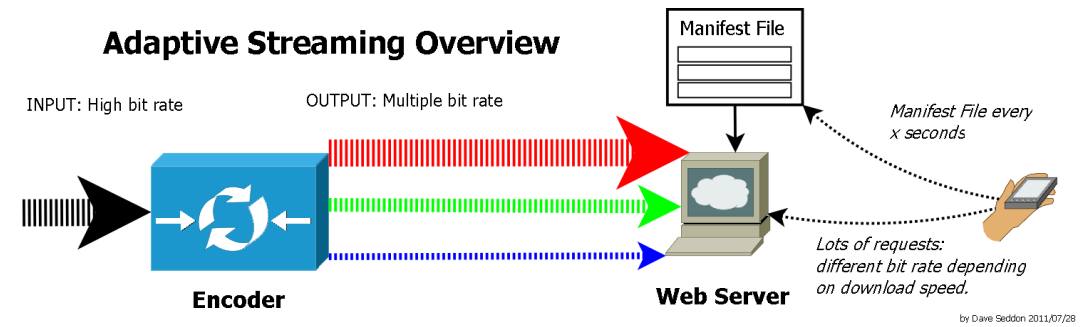 Adaptive Streaming Overview
Manifest File
INPUT: High bit rate
OUTPUT: Multiple bit rate
Manifest File every
x seconds
Lots of requests:
different bit rate depending
on download speed.
Encoder
Web Server
by Dave Seddon 2011/07/28